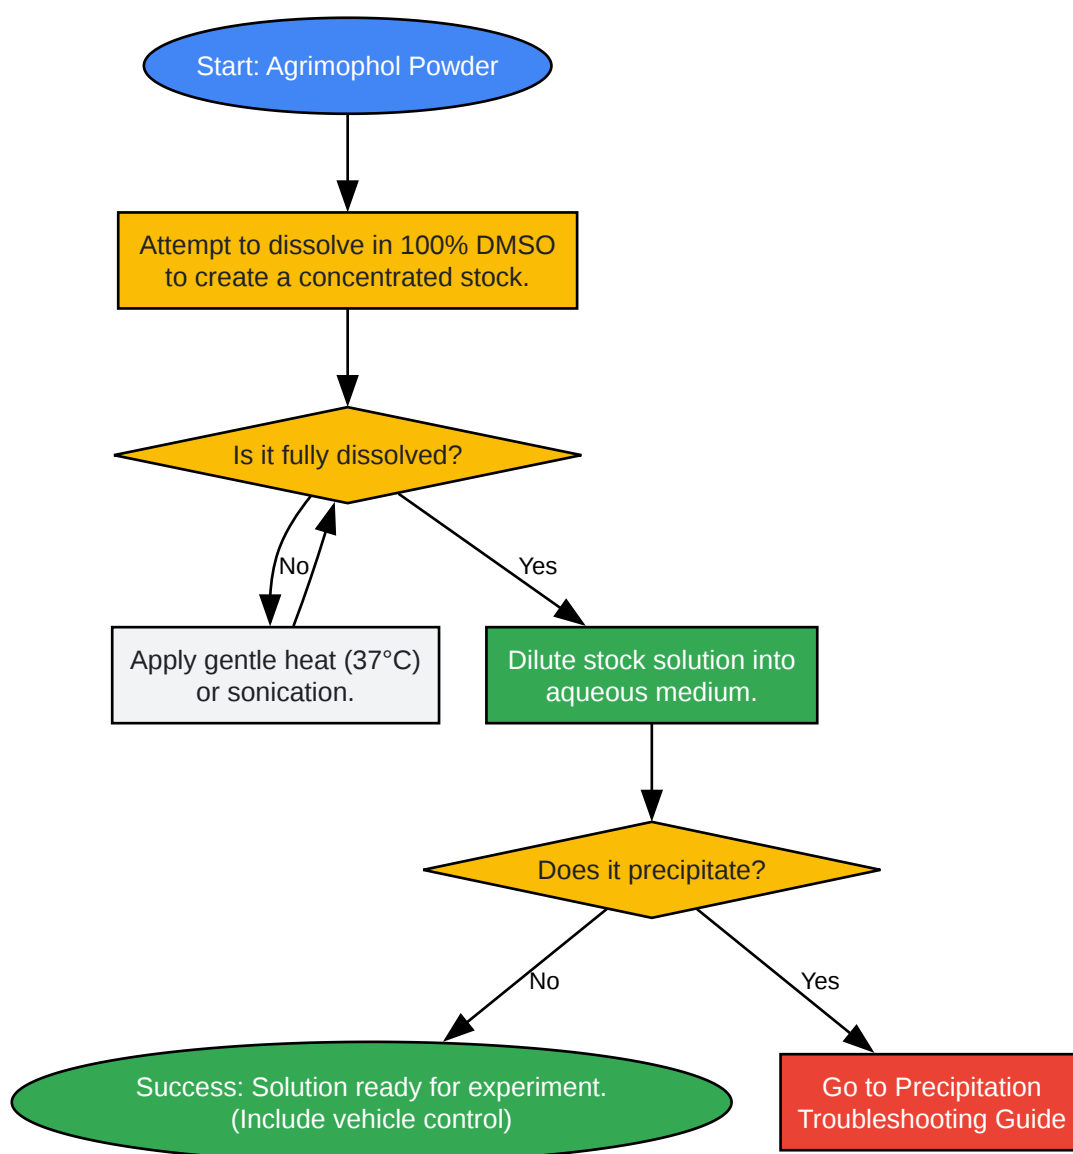 Start: Agrimophol Powder
Attempt to dissolve in 100% DMSO
to create a concentrated stock.
Is it fully dissolved?
No
Yes
Apply gentle heat (37°C)
or sonication.
Dilute stock solution into
aqueous medium.
Does it precipitate?
No
Yes
Success: Solution ready for experiment.
(Include vehicle control)
Go to Precipitation
Troubleshooting Guide